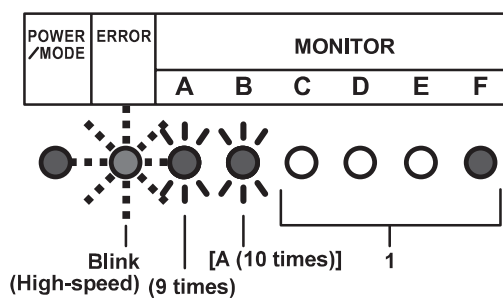 POWER
/MODE
ERROR
MONITOR
A B C D E F
Blink
(High-speed)
(9 times)
[A (10 times)]
1